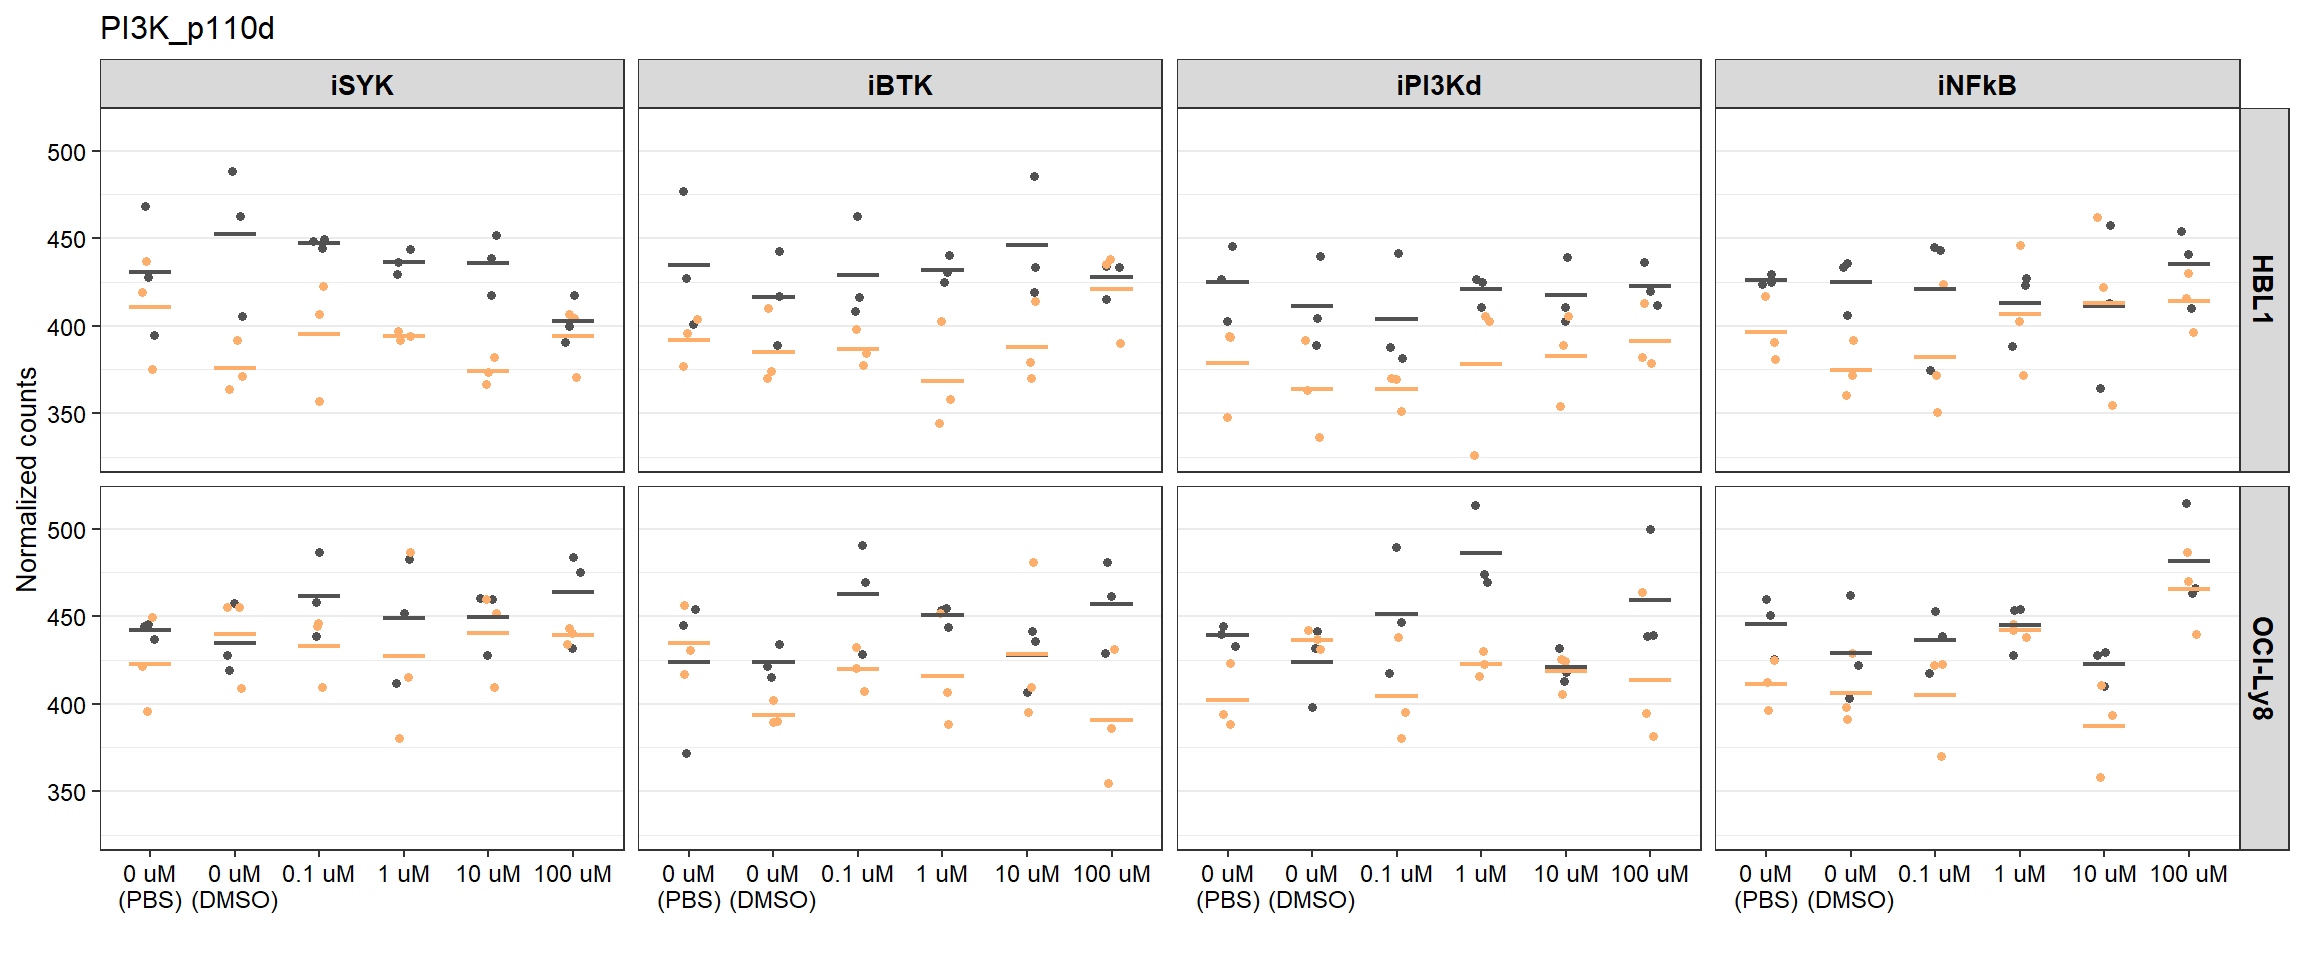 PI3K_p110d
iSYK
iBTK
iPI3Kd
iNFkB
Normalized counts
500
450
400
350
HBL1
500
450
400
350
OCI-Ly8
0 uM 0 uM 0.1 uM 1 uM 10 uM 100 uM
(PBS) (DMSO)
0 uM 0 uM 0.1 uM 1 uM 10 uM 100 uM
(PBS) (DMSO)
0 uM 0 uM 0.1 uM 1 uM 10 uM 100 uM
(PBS) (DMSO)
0 uM 0 uM 0.1 uM 1 uM 10 uM 100 uM
(PBS) (DMSO)